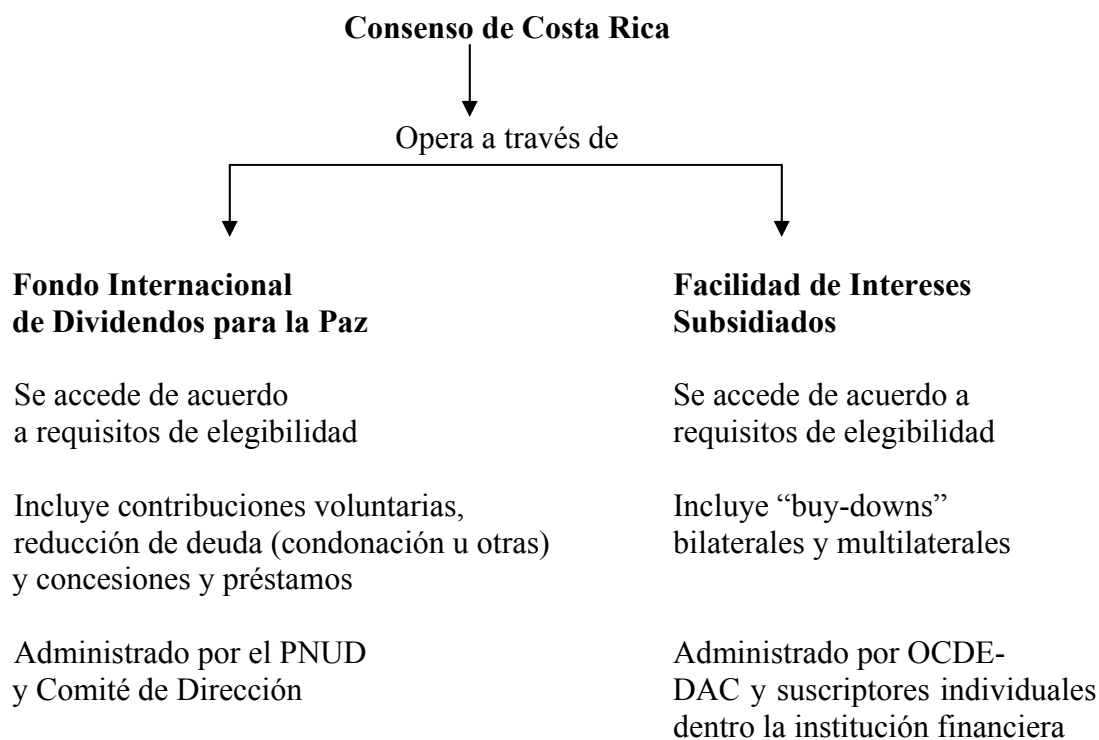 Consenso de Costa Rica
Opera a través de
Fondo Internacional
de Dividendos para la Paz
Se accede de acuerdo
a requisitos de elegibilidad
Incluye contribuciones voluntarias,
reducción de deuda (condonación u otras)
y concesiones y préstamos
Administrado por el PNUD
y Comité de Dirección
Facilidad de Intereses
Subsidiados
Se accede de acuerdo a
requisitos de elegibilidad
Incluye “buy-downs”
bilaterales y multilaterales
Administrado por OCDE-
DAC y suscriptores individuales
dentro la institución financiera